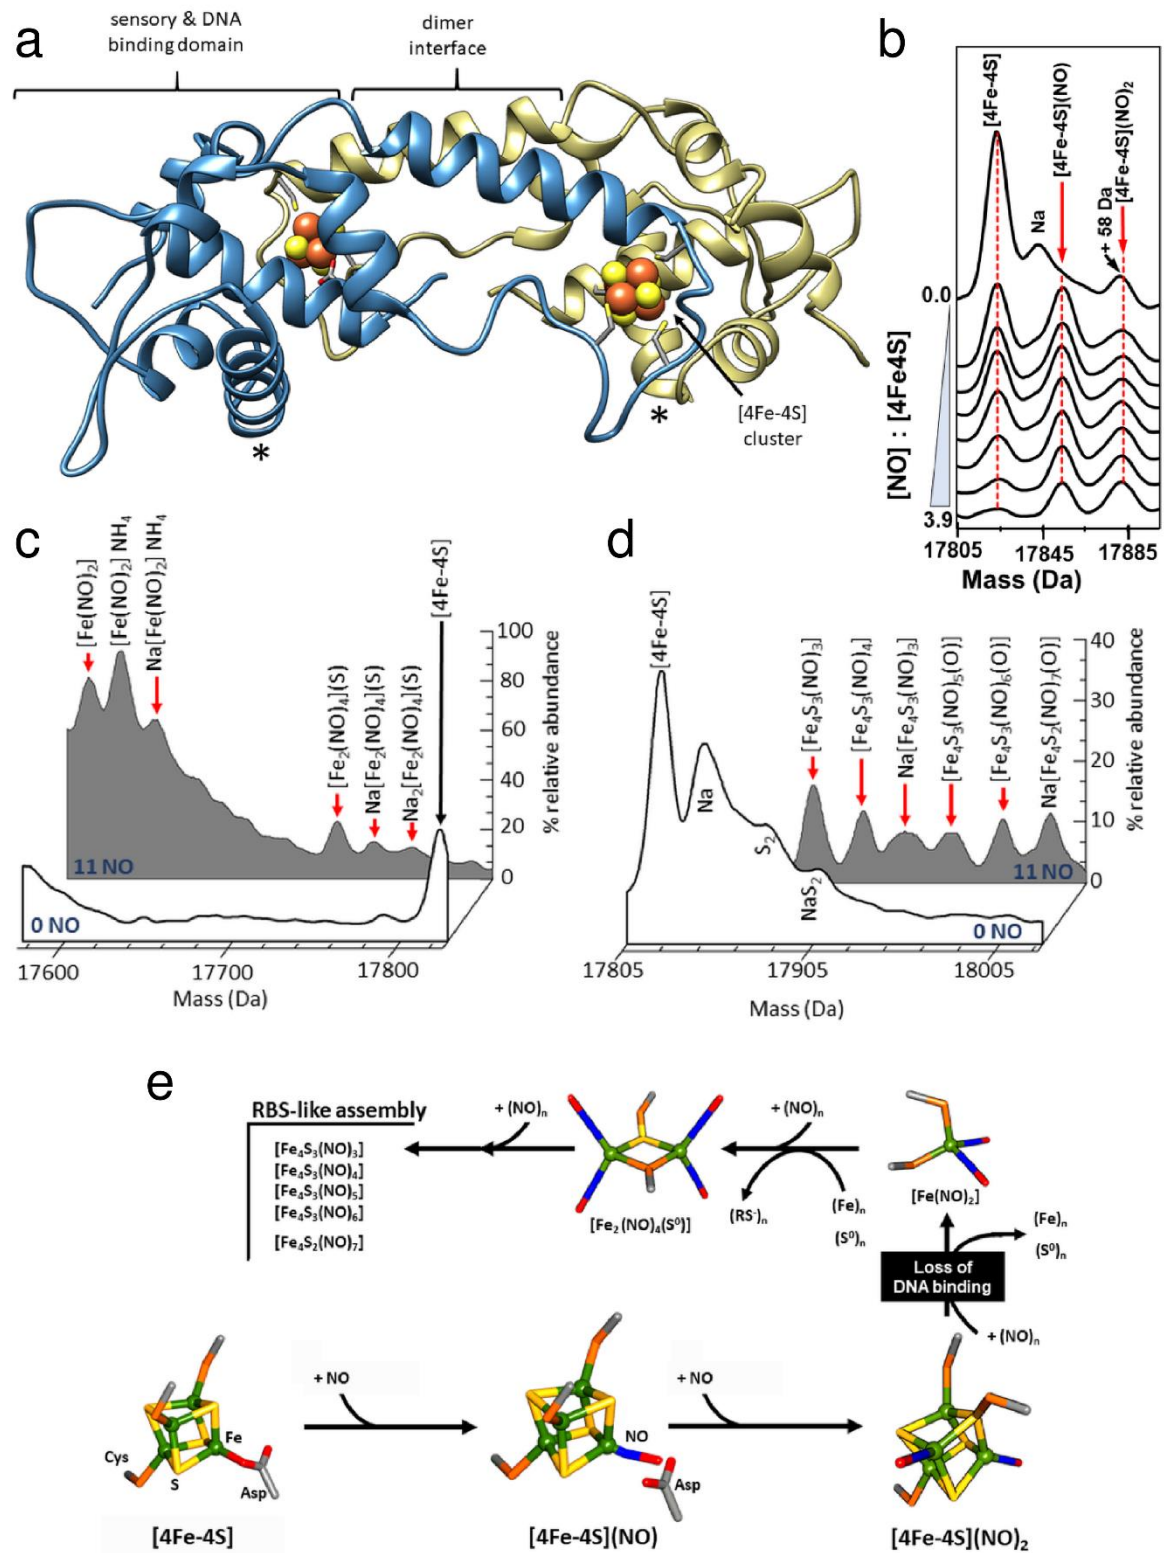 a
sensory & DNA
binding domain
dimer
interface
*
*
[4Fe-4S]
cluster
b
[4Fe-4S]
Na
[4Fe-4S](NO)
+ 58 Da
[4Fe-4S](NO)₂
0.0
[NO] : [4Fe4S]
3.9
17805
17845
17885
Mass (Da)
c
[Fe(NO)₂]
[Fe(NO)₂] NH₄
Na[Fe(NO)₂] NH₄
[Fe₂(NO)₄](S)
Na[Fe₂(NO)₄](S)
Na₂[Fe₂(NO)₄](S)
[4Fe-4S]
100
80
60
40
20
0
% relative abundance
11 NO
0 NO
17600
17700
17800
Mass (Da)
d
[4Fe-4S]
Na
S₂
NaS₂
[Fe₄S₃(NO)₃]
[Fe₄S₃(NO)₄]
Na[Fe₄S₃(NO)₃]
[Fe₄S₃(NO)₅(O)]
[Fe₄S₃(NO)₆(O)]
Na[Fe₄S₂(NO)₇(O)]
40
30
20
10
0
% relative abundance
11 NO
0 NO
17805
17905
18005
Mass (Da)
e
RBS-like assembly
[Fe₄S₃(NO)₃]
[Fe₄S₃(NO)₄]
[Fe₄S₃(NO)₅]
[Fe₄S₃(NO)₆]
[Fe₄S₂(NO)₇]
+ (NO)ₙ
[Fe₂ (NO)₄(S⁰)]
+ (NO)ₙ
(RS⁻)ₙ
(Fe)ₙ
(S⁰)ₙ
[Fe(NO)₂]
(Fe)ₙ
(S⁰)ₙ
Loss of
DNA binding
+ (NO)ₙ
Cys
S
Fe
Asp
[4Fe-4S]
+ NO
NO
Asp
[4Fe-4S](NO)
+ NO
[4Fe-4S](NO)₂